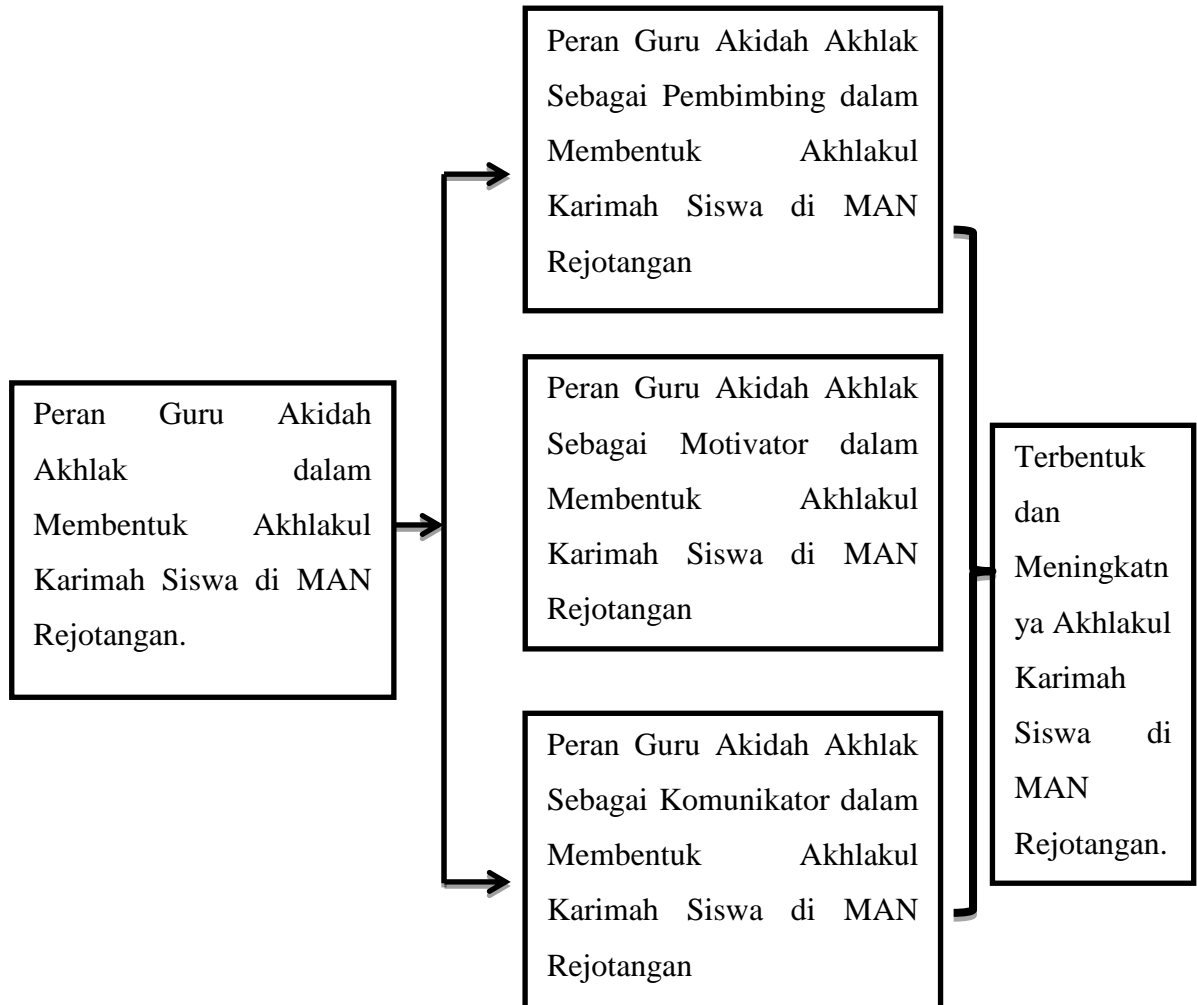 Peran Guru Akidah
Akhlak dalam
Membentuk Akhlakul
Karimah Siswa di MAN
Rejotangan.
Peran Guru Akidah Akhlak
Sebagai Pembimbing dalam
Membentuk Akhlakul
Karimah Siswa di MAN
Rejotangan
Peran Guru Akidah Akhlak
Sebagai Motivator dalam
Membentuk Akhlakul
Karimah Siswa di MAN
Rejotangan
Peran Guru Akidah Akhlak
Sebagai Komunikator dalam
Membentuk Akhlakul
Karimah Siswa di MAN
Rejotangan
Terbentuk
dan
Meningkatn
ya Akhlakul
Karimah
Siswa di
MAN
Rejotangan.